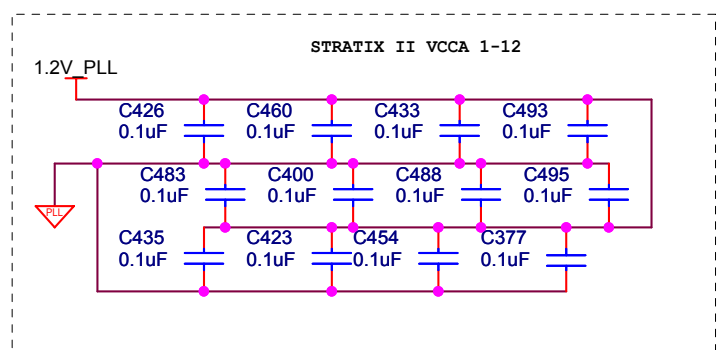 STRATIX II VCCA 1-12
1.2V_PLL
C426 C460 C433 C493
0.1uF 0.1uF 0.1uF 0.1uF
C483 C400 C488 C495
0.1uF 0.1uF 0.1uF 0.1uF
PLL
C435 C423 C454 C377
0.1uF 0.1uF 0.1uF 0.1uF